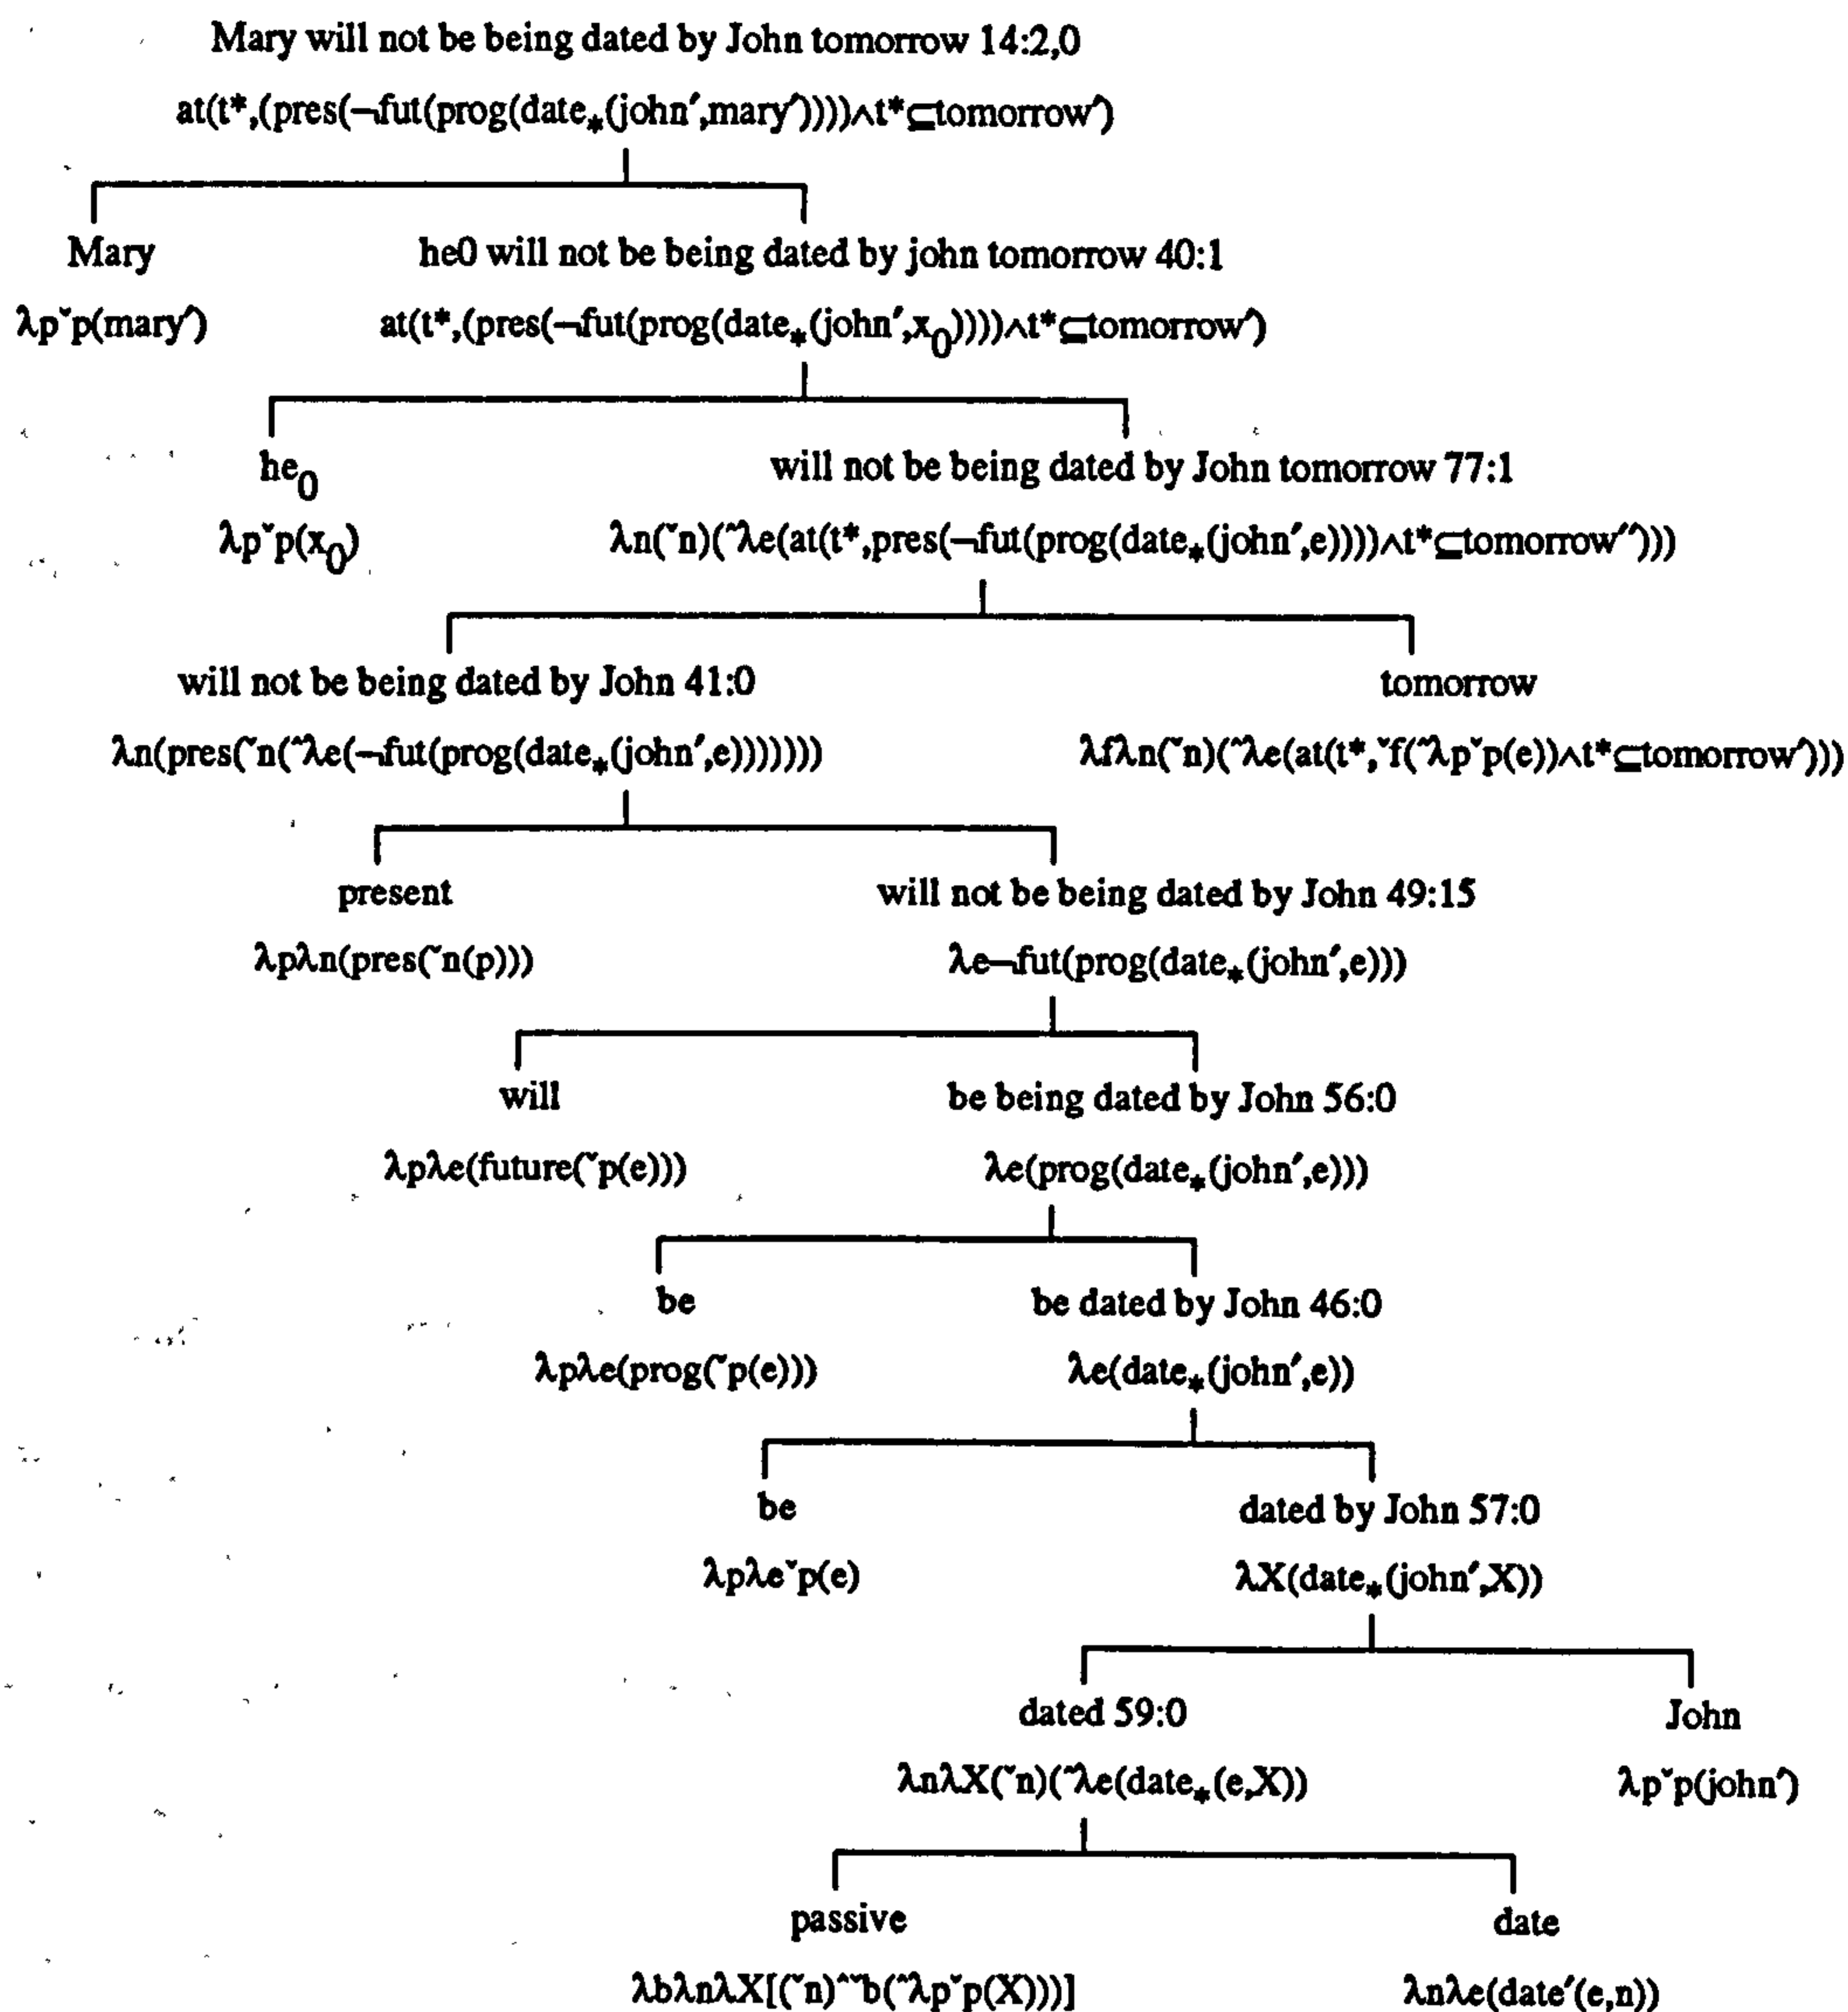 Mary will not be being dated by John tomorrow 14:2,0
at(t*,(pres(¬fut(prog(date⁎(john′,mary′))))∧t*⊆tomorrow′)
Mary he0 will not be being dated by john tomorrow 40:1
λpˇp(mary′) at(t*,(pres(¬fut(prog(date⁎(john′,x₀))))∧t*⊆tomorrow′)
he₀ will not be being dated by John tomorrow 77:1
λpˇp(x₀) λn(ˇn)(ˆλe(at(t*,pres(¬fut(prog(date⁎(john′,e))))∧t*⊆tomorrow′′)))
will not be being dated by John 41:0 tomorrow
λn(pres(ˇn(ˆλe(¬fut(prog(date⁎(john′,e))))))) λfλn(ˇn)(ˆλe(at(t*,ˇf(ˆλpˇp(e))∧t*⊆tomorrow′)))
present will not be being dated by John 49:15
λpλn(pres(ˇn(p))) λe¬fut(prog(date⁎(john′,e)))
will be being dated by John 56:0
λpλe(future(ˇp(e))) λe(prog(date⁎(john′,e)))
be be dated by John 46:0
λpλe(prog(ˇp(e))) λe(date⁎(john′,e))
be dated by John 57:0
λpλeˇp(e) λX(date⁎(john′,X))
dated 59:0 John
λnλX(ˇn)(ˆλe(date⁎(e,X)) λpˇp(john′)
passive date
λbλnλX[(ˇn)ˆˇb(ˆλpˇp(X)))] λnλe(date′(e,n))